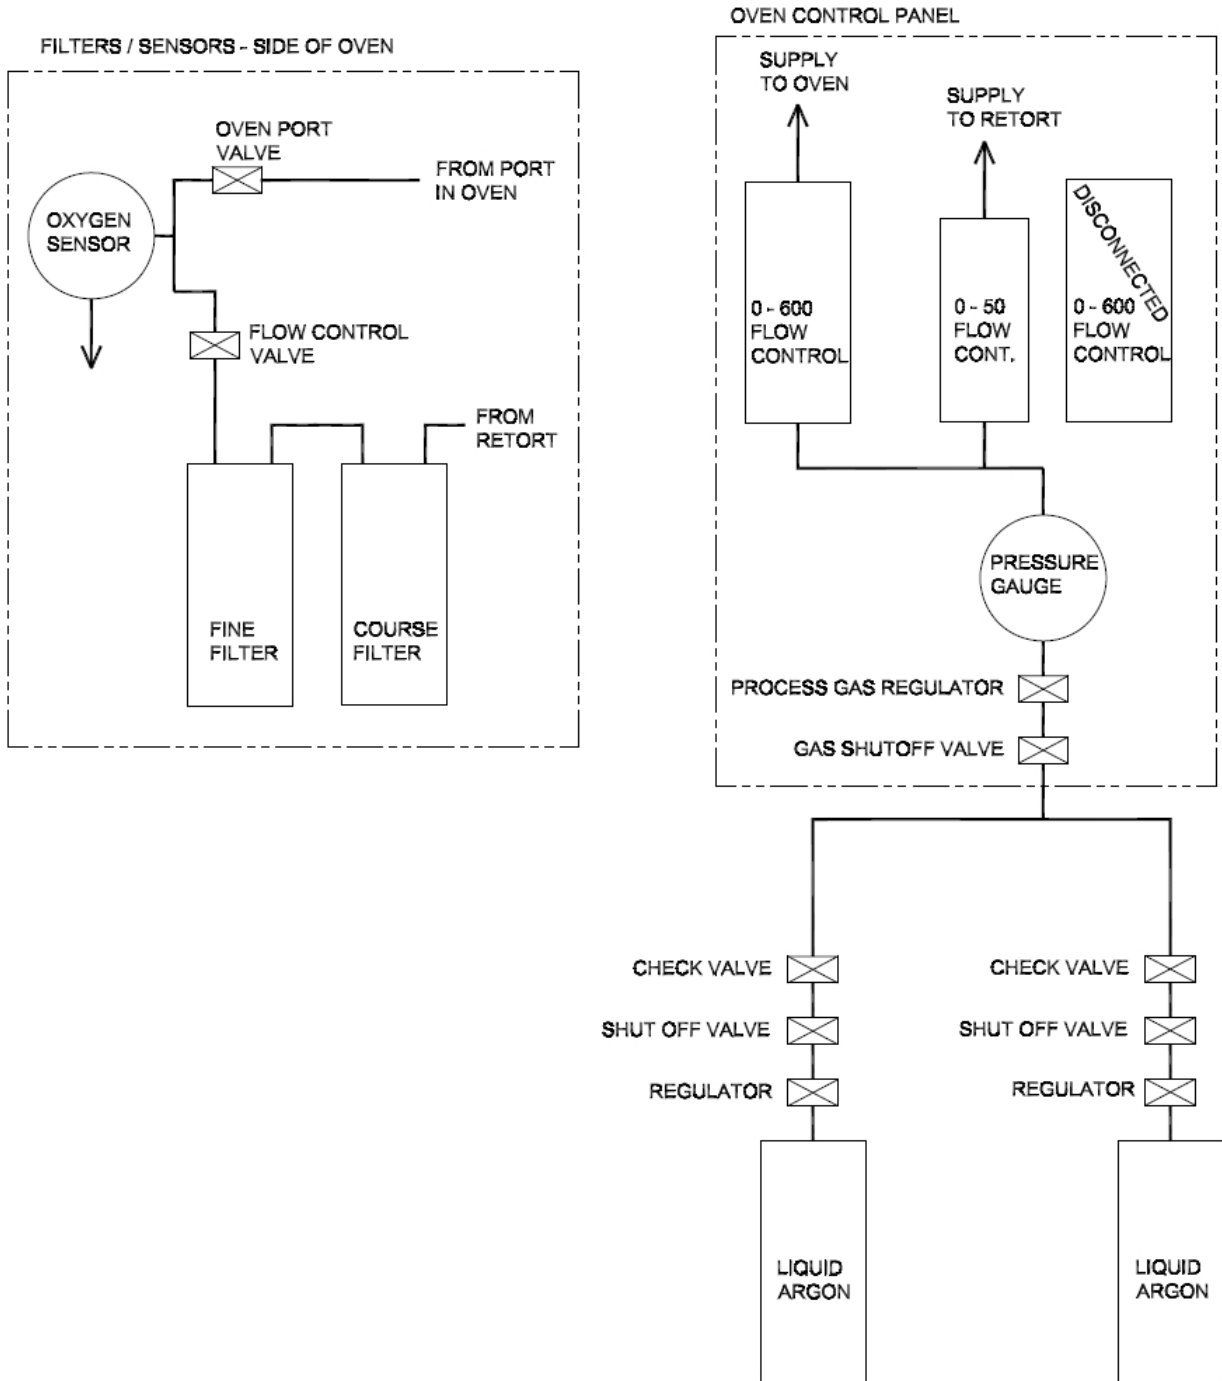 FILTERS / SENSORS - SIDE OF OVEN
OVEN PORT
VALVE
FROM PORT
IN OVEN
OXYGEN
SENSOR
FLOW CONTROL
VALVE
FROM
RETORT
FINE
FILTER
COURSE
FILTER
OVEN CONTROL PANEL
SUPPLY
TO OVEN
SUPPLY
TO RETORT
0 - 600
FLOW
CONTROL
0 - 50
FLOW
CONT.
DISCONNECTED
0 - 600
FLOW
CONTROL
PRESSURE
GAUGE
PROCESS GAS REGULATOR
GAS SHUTOFF VALVE
CHECK VALVE
SHUT OFF VALVE
REGULATOR
LIQUID
ARGON
CHECK VALVE
SHUT OFF VALVE
REGULATOR
LIQUID
ARGON